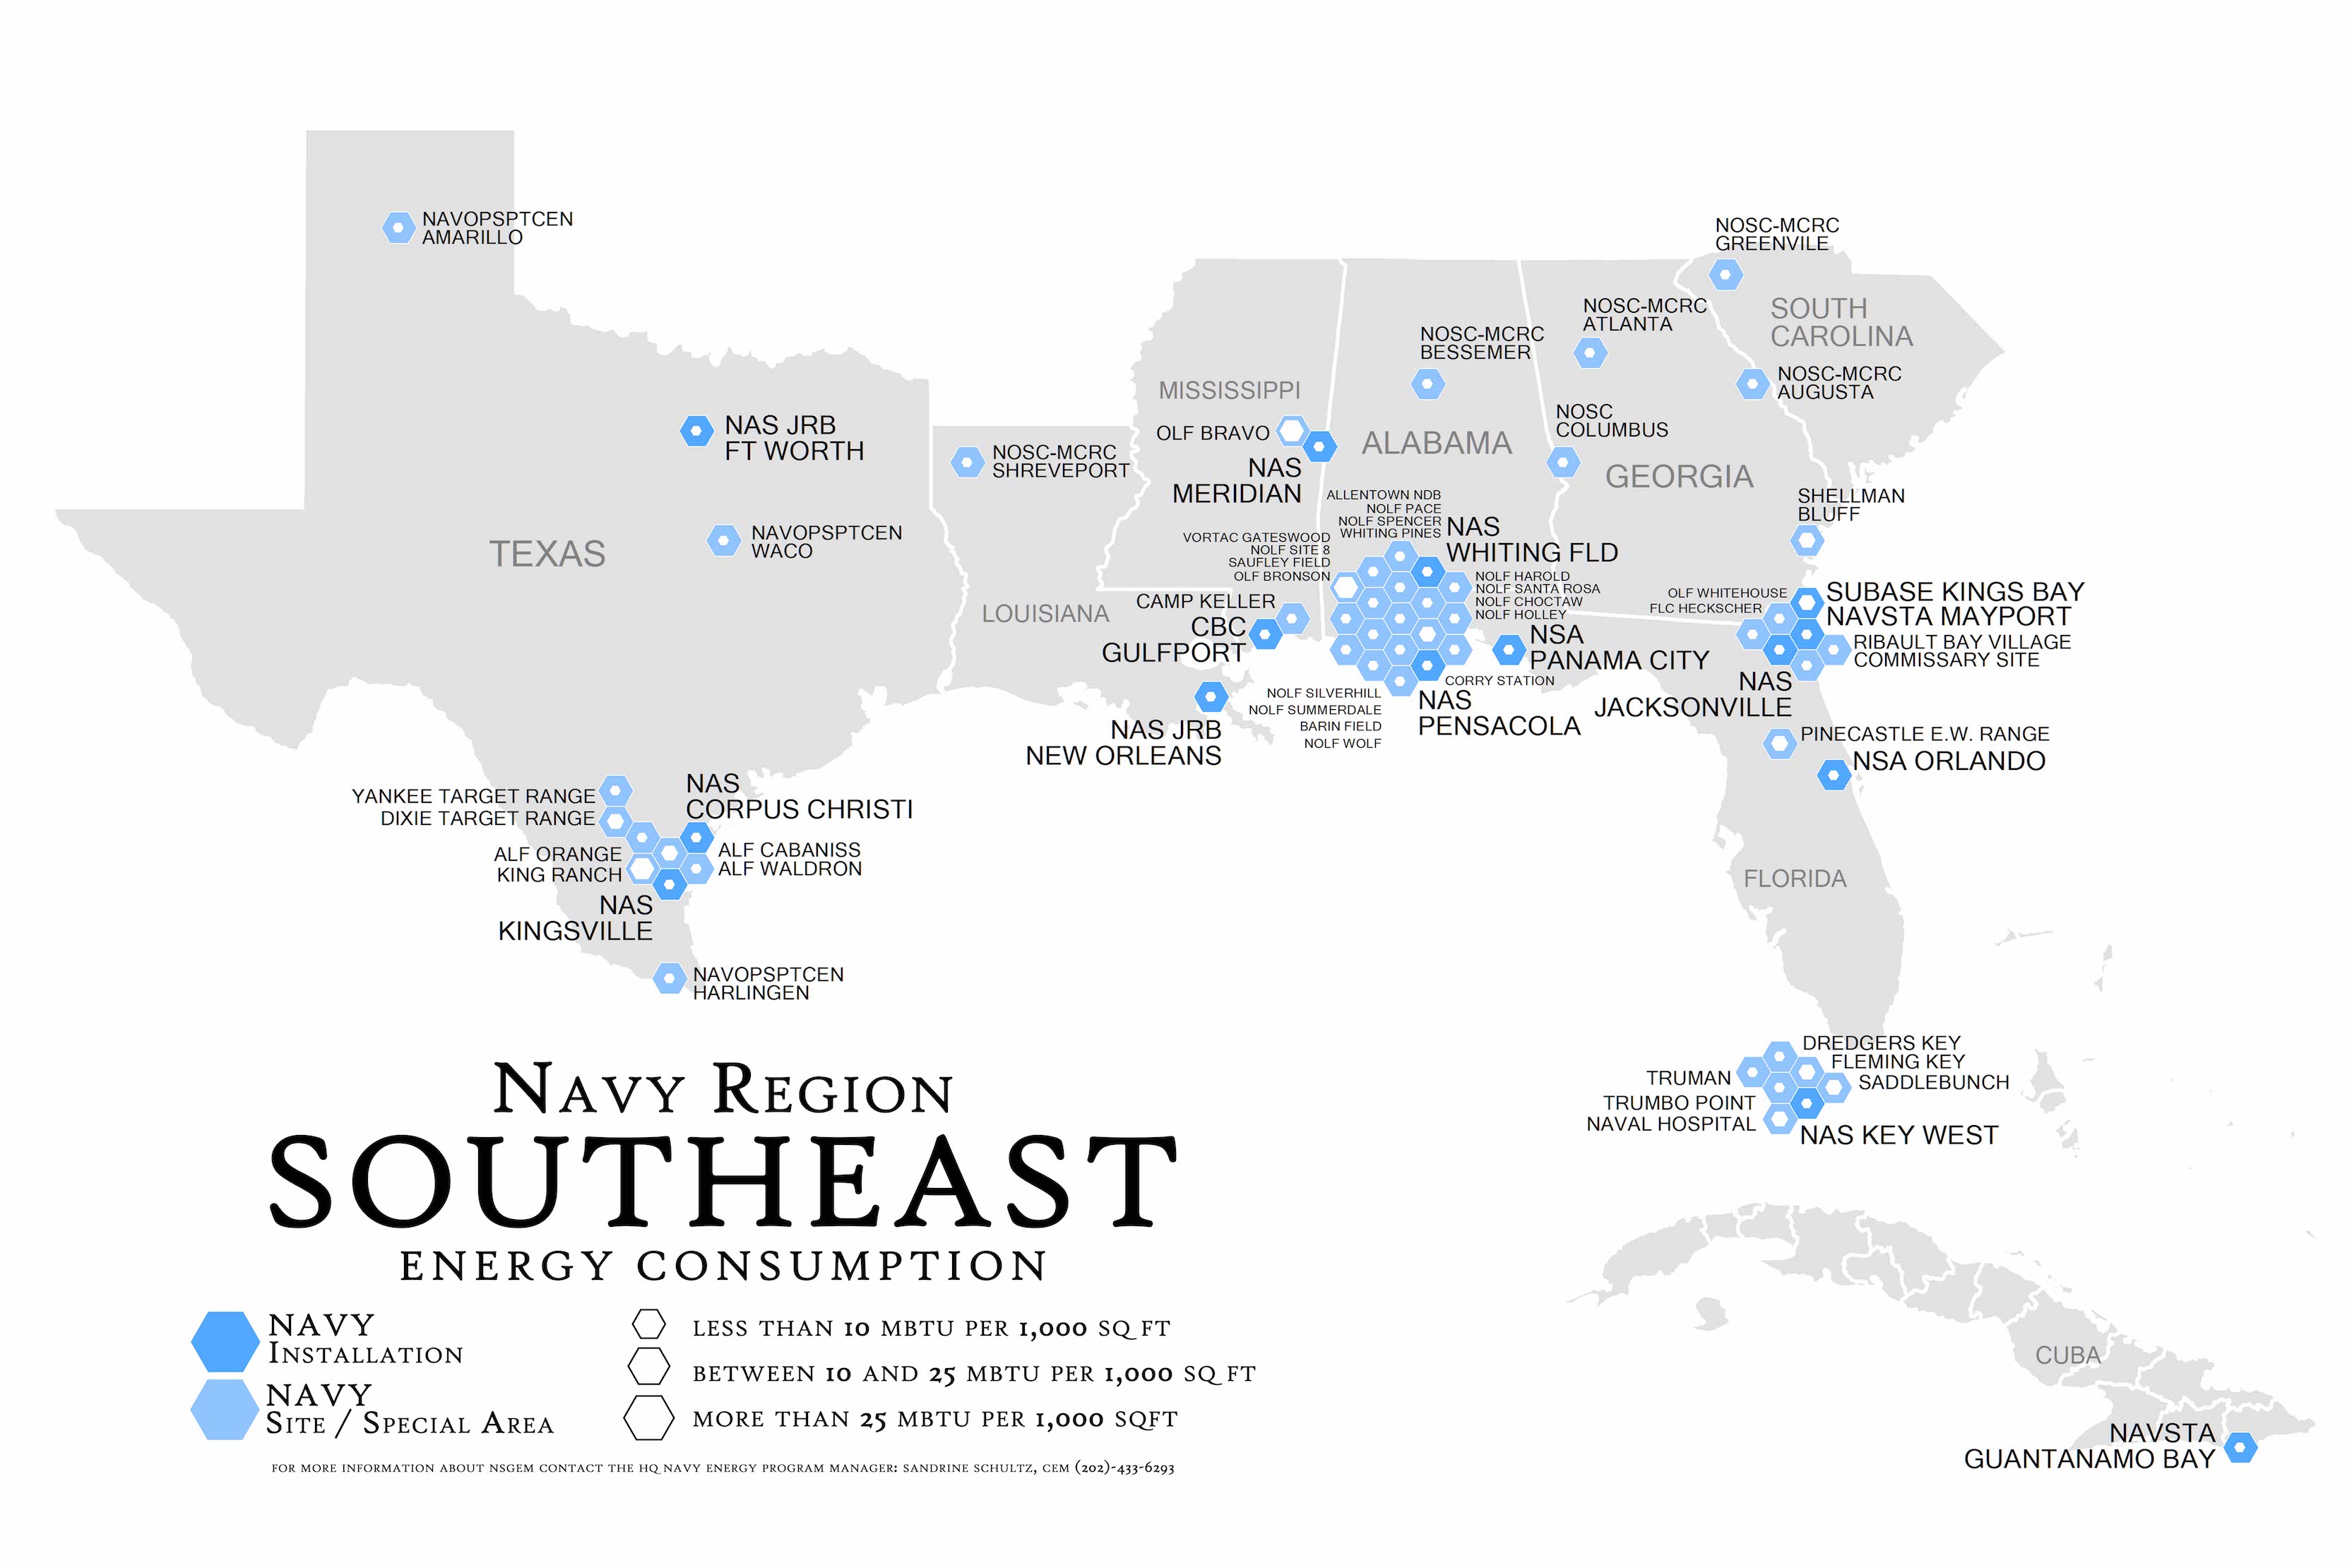 NAVOPSPTCEN
AMARILLO
NOSC-MCRC
GREENVILE
SOUTH
CAROLINA
NOSC-MCRC
ATLANTA
NOSC-MCRC
BESSEMER
NOSC-MCRC
AUGUSTA
MISSISSIPPI
NAS JRB
FT WORTH
OLF BRAVO
NAS
MERIDIAN
ALABAMA
NOSC
COLUMBUS
GEORGIA
NOSC-MCRC
SHREVEPORT
SHELLMAN
BLUFF
NAVOPSPTCEN
WACO
TEXAS
LOUISIANA
ALLENTOWN NDB
NOLF PACE
NOLF SPENCER
WHITING PINES
NAS
WHITING FLD
VORTAC GATESWOOD
NOLF SITE 8
SAUFLEY FIELD
OLF BRONSON
NOLF HAROLD
NOLF SANTA ROSA
NOLF CHOCTAW
NOLF HOLLEY
CAMP KELLER
CBC
GULFPORT
NSA
PANAMA CITY
CORRY STATION
NAS
PENSACOLA
NOLF SILVERHILL
NOLF SUMMERDALE
BARIN FIELD
NOLF WOLF
NAS JRB
NEW ORLEANS
OLF WHITEHOUSE
FLC HECKSCHER
SUBASE KINGS BAY
NAVSTA MAYPORT
RIBAULT BAY VILLAGE
COMMISSARY SITE
NAS
JACKSONVILLE
PINECASTLE E.W. RANGE
NSA ORLANDO
FLORIDA
YANKEE TARGET RANGE
DIXIE TARGET RANGE
NAS
CORPUS CHRISTI
ALF ORANGE
KING RANCH
ALF CABANISS
ALF WALDRON
NAS
KINGSVILLE
NAVOPSPTCEN
HARLINGEN
DREDGERS KEY
FLEMING KEY
SADDLEBUNCH
TRUMAN
TRUMBO POINT
NAVAL HOSPITAL
NAS KEY WEST
CUBA
NAVSTA
GUANTANAMO BAY
NAVY REGION
SOUTHEAST
ENERGY CONSUMPTION
NAVY
INSTALLATION
NAVY
SITE / SPECIAL AREA
LESS THAN 10 MBTU PER 1,000 SQ FT
BETWEEN 10 AND 25 MBTU PER 1,000 SQ FT
MORE THAN 25 MBTU PER 1,000 SQFT
FOR MORE INFORMATION ABOUT NSGEM CONTACT THE HQ NAVY ENERGY PROGRAM MANAGER: SANDRINE SCHULTZ, CEM (202)-433-6293